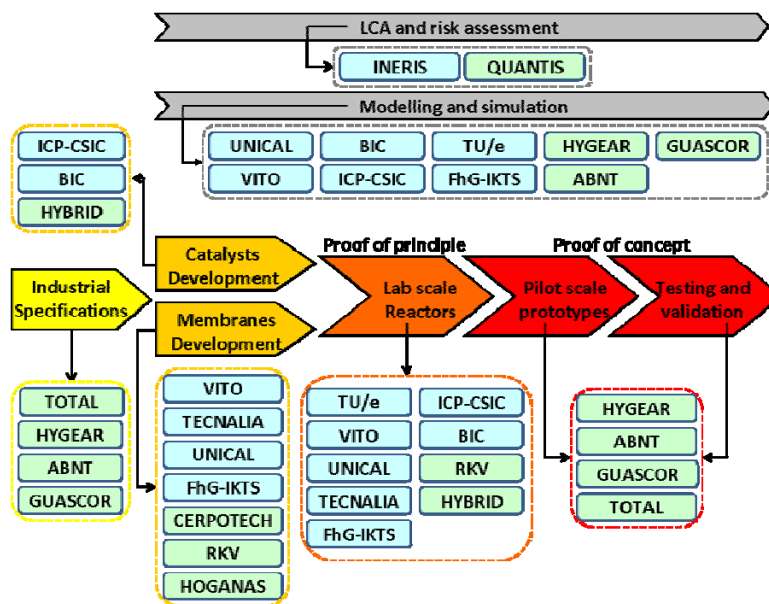 LCA and risk assessment
INERIS
QUANTIS
Modelling and simulation
UNICAL
BIC
TU/e
HYGEAR
GUASCOR
VITO
ICP-CSIC
FhG-IKTS
ABNT
ICP-CSIC
BIC
HYBRID
Catalysts
Development
Proof of principle
Proof of concept
Industrial
Specifications
Membranes
Development
Lab scale
Reactors
Pilot scale
prototypes
Testing and
validation
TOTAL
HYGEAR
ABNT
GUASCOR
VITO
TECNALIA
UNICAL
FhG-IKTS
CERPOTECH
RKV
HOGANAS
TU/e
ICP-CSIC
VITO
BIC
UNICAL
RKV
TECNALIA
HYBRID
FhG-IKTS
HYGEAR
ABNT
GUASCOR
TOTAL